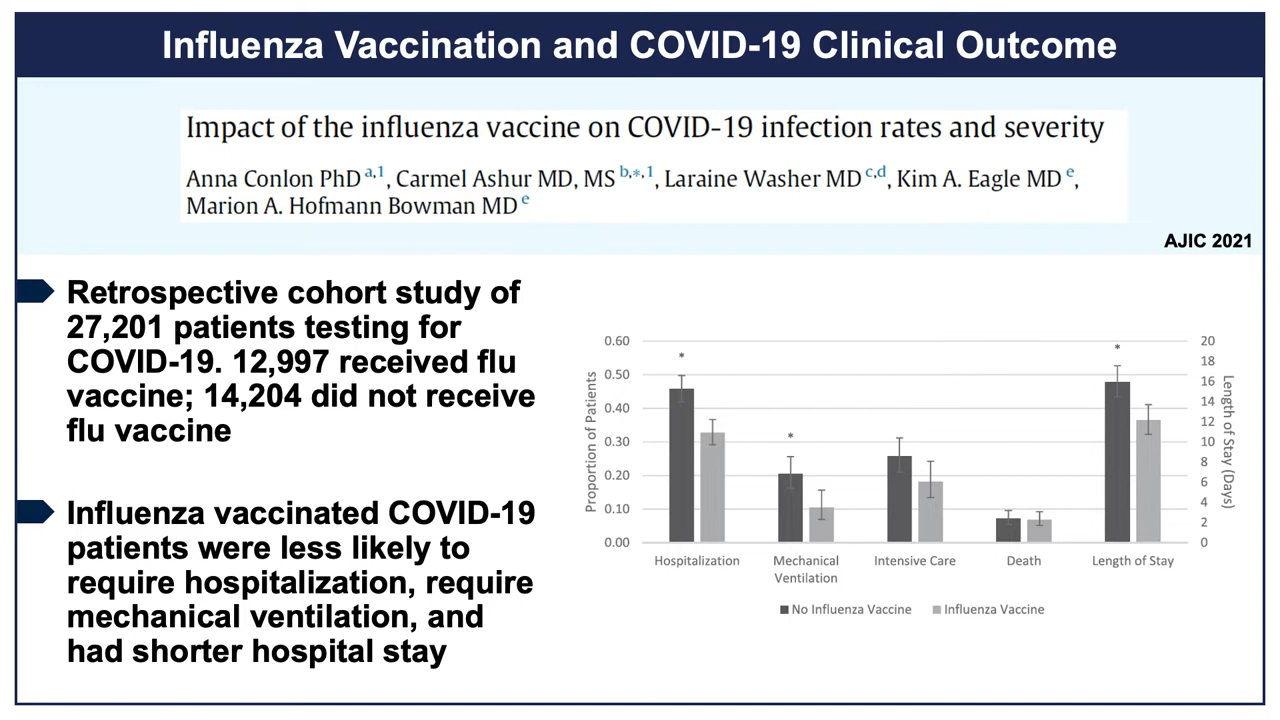 Influenza Vaccination and COVID-19 Clinical Outcome
Impact of the influenza vaccine on COVID-19 infection rates and severity
Anna Conlon PhD a,1, Carmel Ashur MD, MS b,*,1, Laraine Washer MD c,d, Kim A. Eagle MD e,
Marion A. Hofmann Bowman MD e
AJIC 2021
Retrospective cohort study of
27,201 patients testing for
COVID-19. 12,997 received flu
vaccine; 14,204 did not receive
flu vaccine
Influenza vaccinated COVID-19
patients were less likely to
require hospitalization, require
mechanical ventilation, and
had shorter hospital stay
Proportion of Patients
0.60
0.50
0.40
0.30
0.20
0.10
0.00
*
*
*
20
18
16
14
12
10
8
6
4
2
0
Length of Stay (Days)
Hospitalization
Mechanical
Ventilation
Intensive Care
Death
Length of Stay
No Influenza Vaccine
Influenza Vaccine